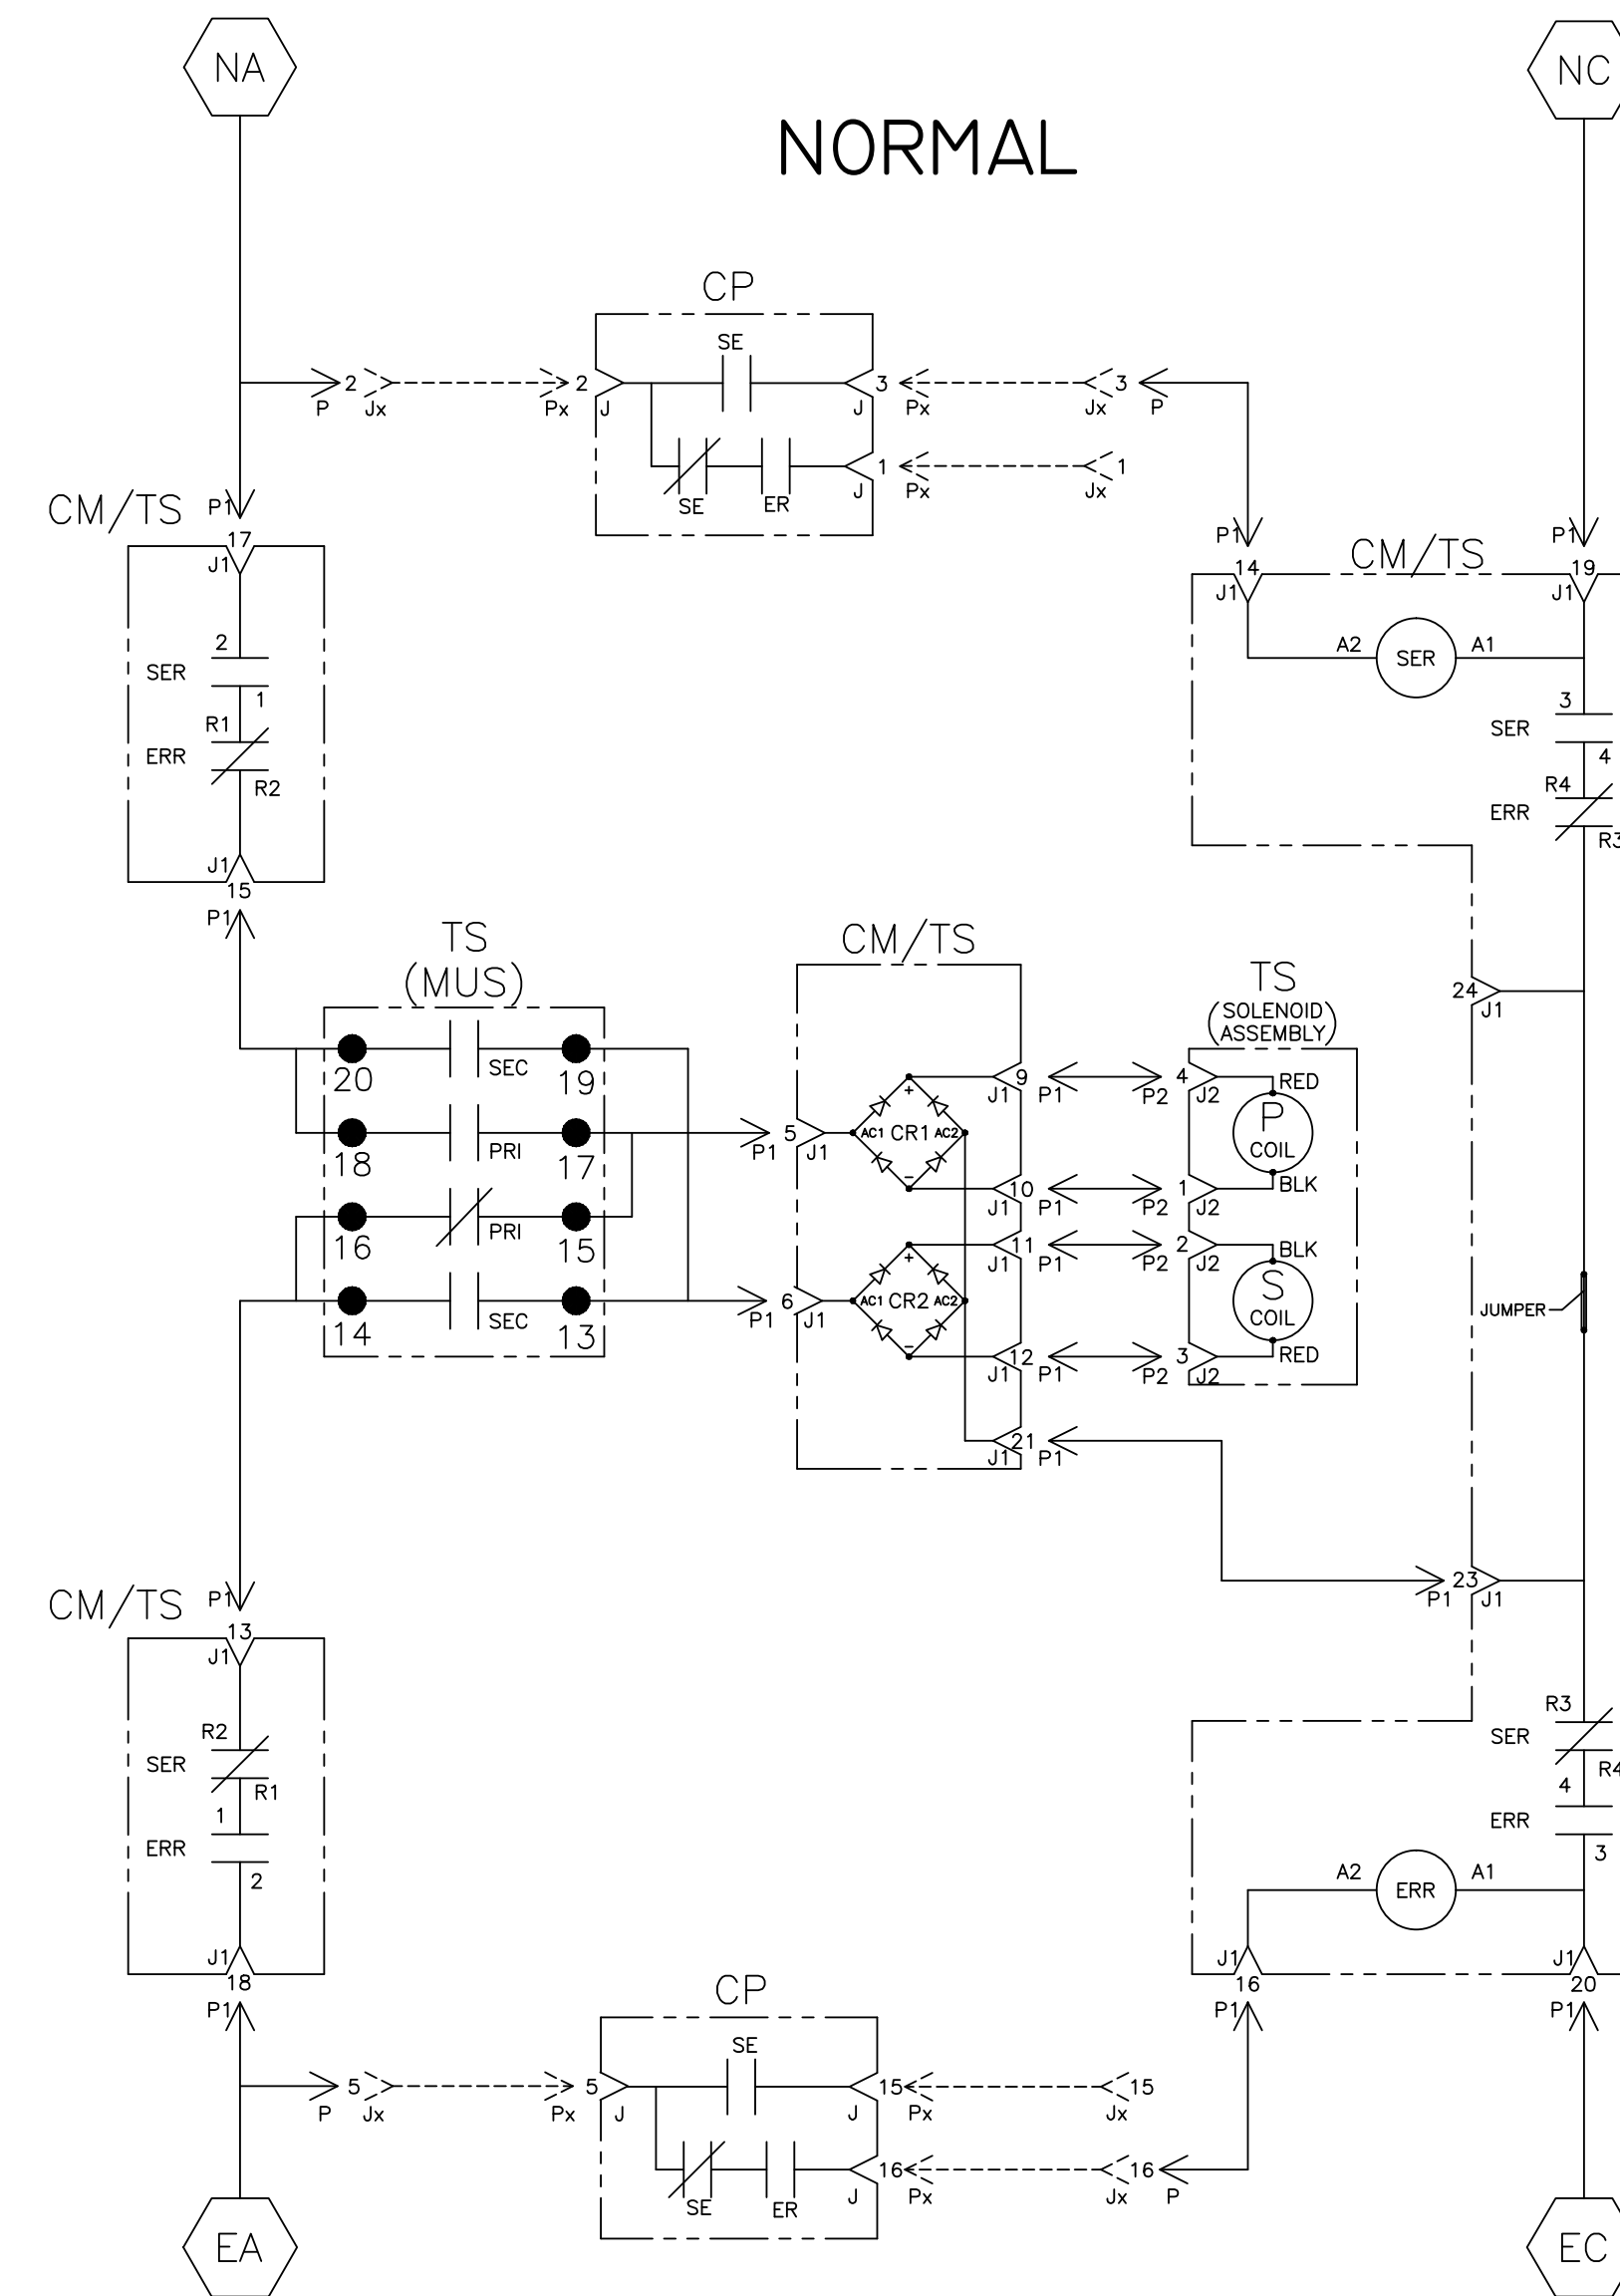 NA
NC
NORMAL
CP
SE
2
P
Jx
Px
2
J
3
J
Px
Jx
3
P
1
J
Px
Jx
1
SE
ER
CM/TS
P1
17
J1
2
SER
1
R1
ERR
R2
J1
15
P1
P1
14
J1
CM/TS
P1
19
J1
A2
SER
A1
3
SER
4
R4
ERR
R3
TS
(MUS)
20
SEC
19
18
PRI
17
16
PRI
15
14
SEC
13
CM/TS
P1
5
J1
+
AC1
CR1
AC2
–
P1
6
J1
+
AC1
CR2
AC2
–
9
J1
P1
10
J1
P1
11
J1
P1
12
J1
P1
21
J1
P1
TS
(SOLENOID
ASSEMBLY)
P2
4
J2
RED
P
COIL
BLK
P2
1
J2
P2
2
J2
BLK
S
COIL
RED
P2
3
J2
24
J1
JUMPER
P1
23
J1
CM/TS
P1
13
J1
R2
SER
R1
1
ERR
2
J1
18
P1
R3
SER
R4
4
ERR
3
A2
ERR
A1
J1
16
P1
J1
20
P1
CP
SE
5
P
Jx
Px
5
J
15
J
Px
Jx
15
16
J
Px
Jx
16
P
SE
ER
EA
EC